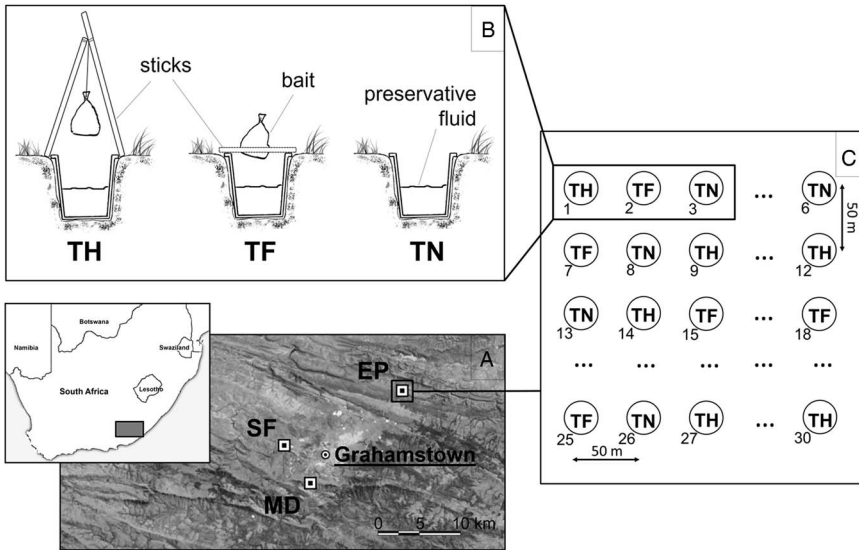 B
sticks
bait
preservative
fluid
TH
TF
TN
C
TH TF TN ... TN
1 2 3 6
50 m
TF TN TH ... TH
7 8 9 12
TN TH TF ... TF
13 14 15 18
... ... ... ... ...
TF TN TH ... TH
25 26 27 30
50 m
Namibia
Botswana
Swaziland
South Africa
Lesotho
A
EP
SF
Grahamstown
MD
0 5 10 km